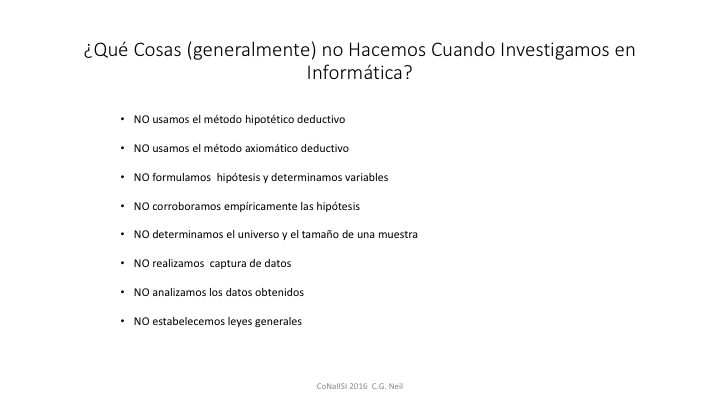 ¿Qué Cosas (generalmente) no Hacemos Cuando Investigamos en
Informática?
• NO usamos el método hipotético deductivo
• NO usamos el método axiomático deductivo
• NO formulamos  hipótesis y determinamos variables
• NO corroboramos empíricamente las hipótesis
• NO determinamos el universo y el tamaño de una muestra
• NO realizamos  captura de datos
• NO analizamos los datos obtenidos
• NO establecemos leyes generales
CoNaIISI 2016  C.G. Neil